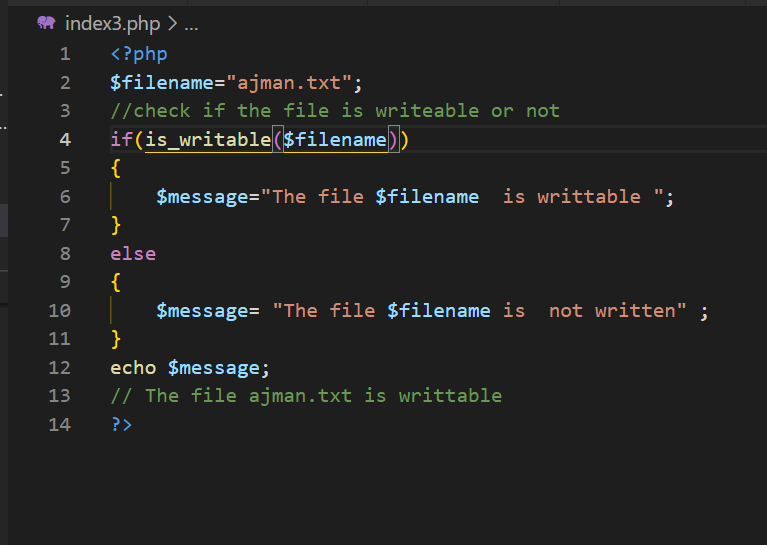 index3.php > ...
1 <?php
2 $filename="ajman.txt";
3 //check if the file is writeable or not
4 if(is_writable($filename))
5 {
6     $message="The file $filename  is writtable ";
7 }
8 else
9 {
10     $message= "The file $filename is  not written" ;
11 }
12 echo $message;
13 // The file ajman.txt is writtable
14 ?>